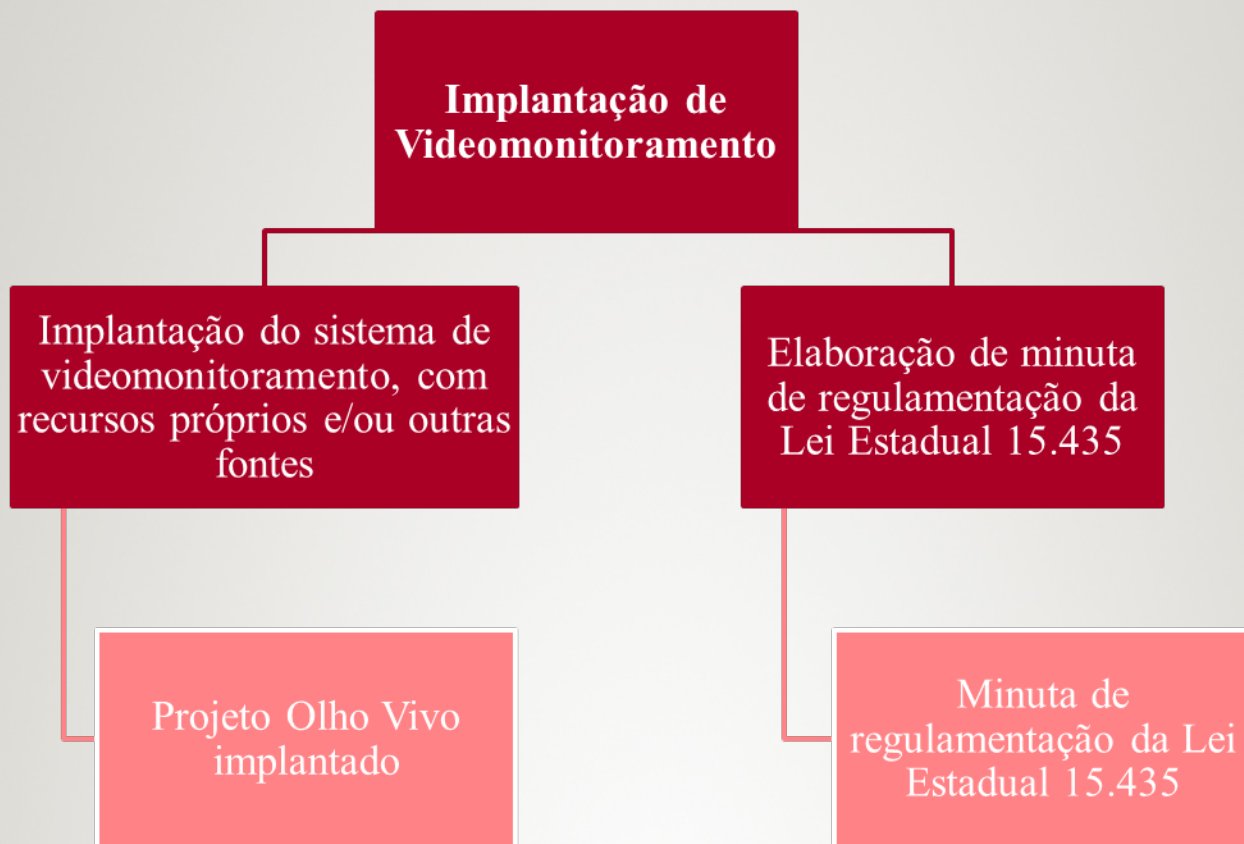 Implantação de
Videomonitoramento
Implantação do sistema de
videomonitoramento, com
recursos próprios e/ou outras
fontes
Elaboração de minuta
de regulamentação da
Lei Estadual 15.435
Projeto Olho Vivo
implantado
Minuta de
regulamentação da Lei
Estadual 15.435